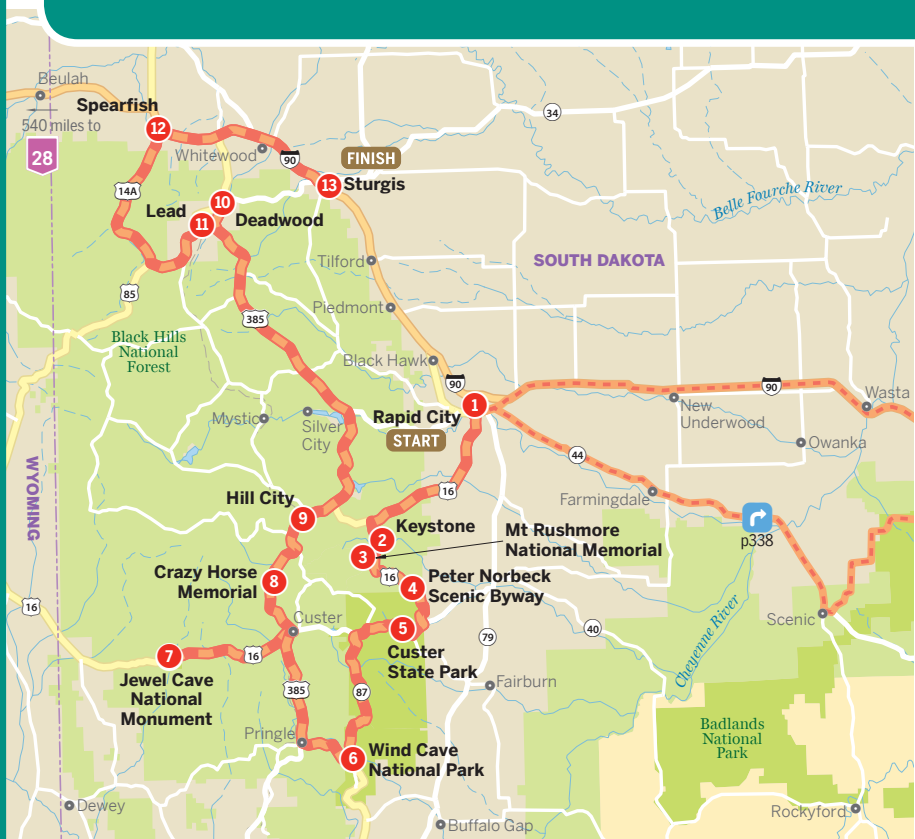 Beulah
Spearfish
540 miles to
28
12
Whitewood
90
FINISH
13 Sturgis
34
Belle Fourche River
14A
10
Lead
11
Deadwood
SOUTH DAKOTA
Tilford
85
385
Piedmont
Black Hills
National
Forest
Black Hawk
90
90
Wasta
Rapid City
1
START
New
Underwood
Mystic
Silver
City
Owanka
44
WYOMING
16
Farmingdale
Hill City
9
Keystone
2
3
Mt Rushmore
National Memorial
p338
Crazy Horse
Memorial
8
16
4
Peter Norbeck
Scenic Byway
16
Custer
5
Custer
State Park
79
40
Cheyenne River
Scenic
7
16
Jewel Cave
National
Monument
385
87
Fairburn
Badlands
National
Park
Pringle
6
Wind Cave
National Park
Dewey
Buffalo Gap
Rockyford